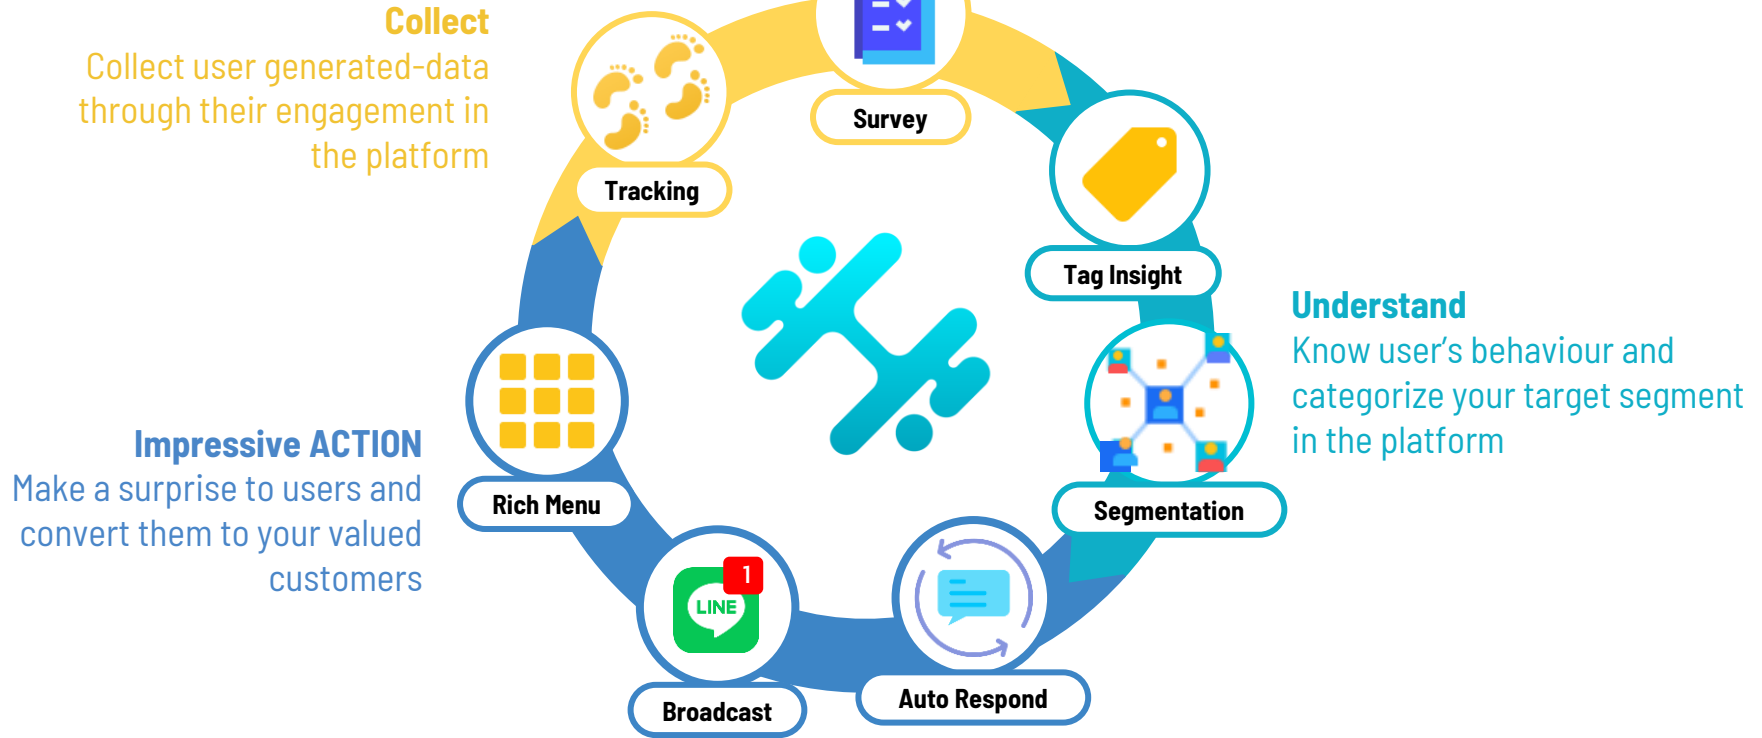 Collect
Collect user generated-data
through their engagement in
the platform
Survey
Tracking
Tag Insight
Understand
Know user's behaviour and
categorize your target segment
in the platform
Segmentation
Impressive ACTION
Make a surprise to users and
convert them to your valued
customers
Rich Menu
1
LINE
Broadcast
Auto Respond